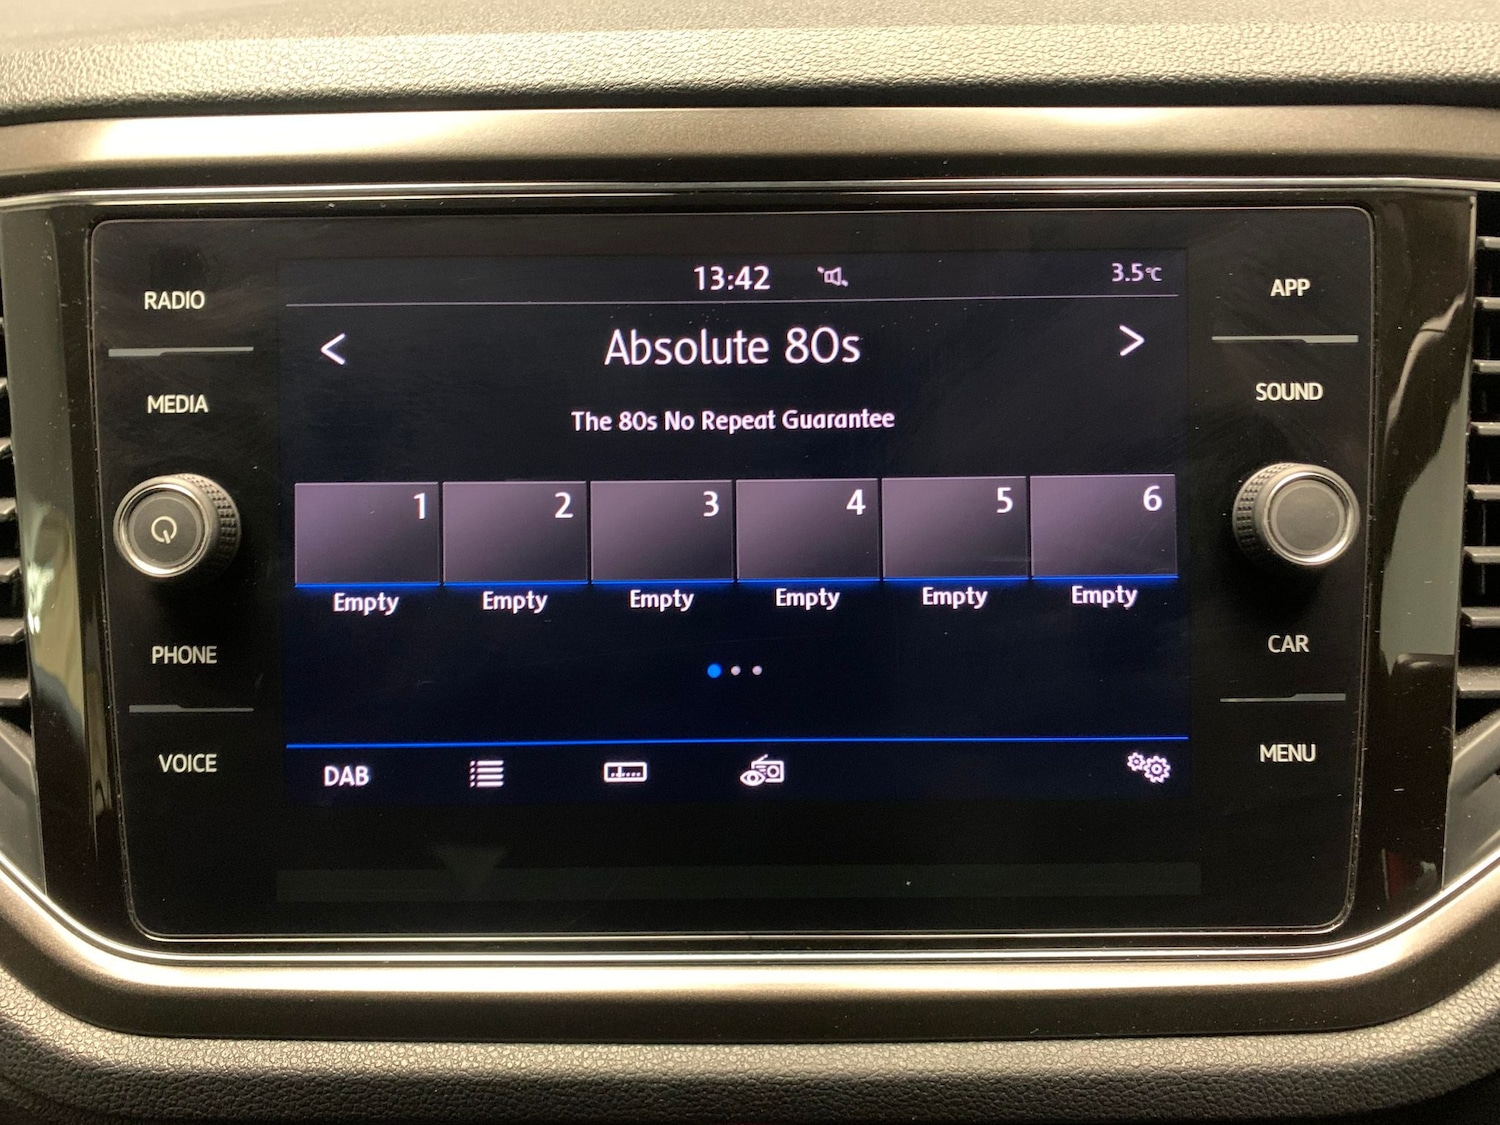 13:42 3.5°C
RADIO
APP
< Absolute 80s >
MEDIA
SOUND
The 80s No Repeat Guarantee
1 2 3 4 5 6
Empty Empty Empty Empty Empty Empty
PHONE
CAR
VOICE
MENU
DAB